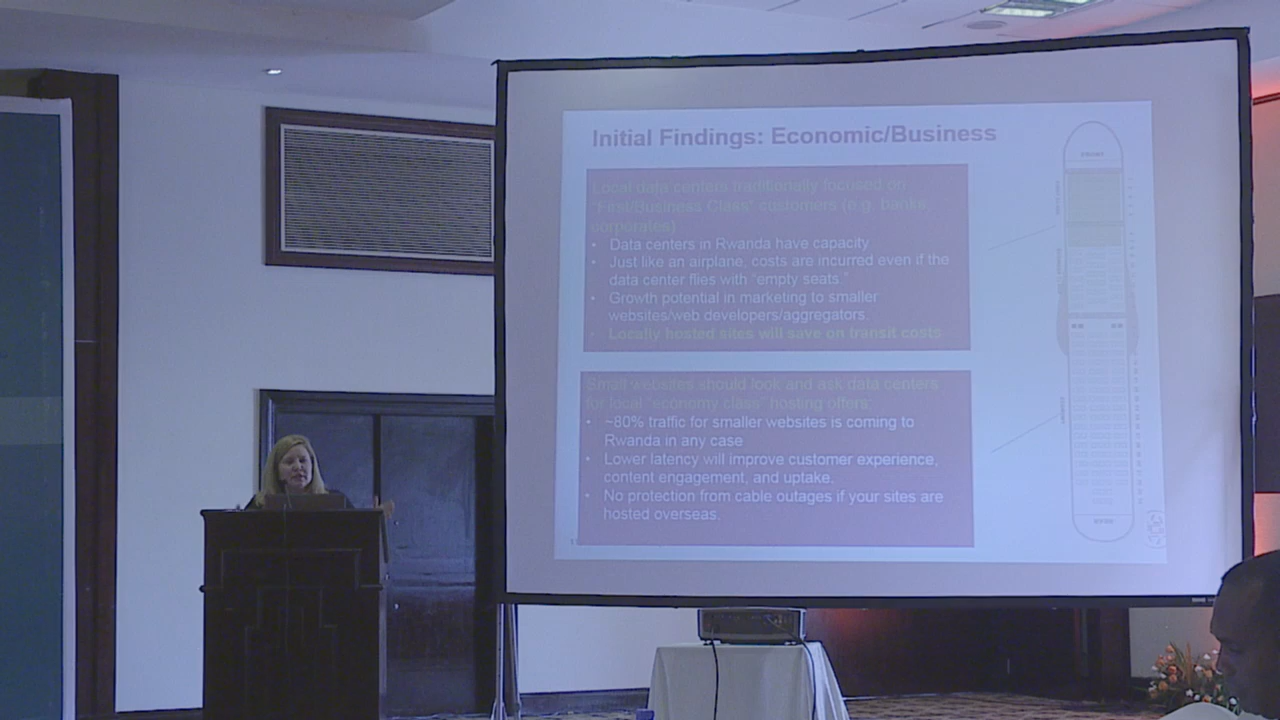 Initial Findings: Economic/Business
Local data centers traditionally focused on
"First/Business Class" customers (e.g. banks,
corporates)
• Data centers in Rwanda have capacity
• Just like an airplane, costs are incurred even if the
data center flies with "empty seats."
• Growth potential in marketing to smaller
websites/web developers/aggregators.
• Locally hosted sites will save on transit costs
Small websites should look and ask data centers
for local "economy class" hosting offers:
• ~80% traffic for smaller websites is coming to
Rwanda in any case
• Lower latency will improve customer experience,
content engagement, and uptake.
• No protection from cable outages if your sites are
hosted overseas.